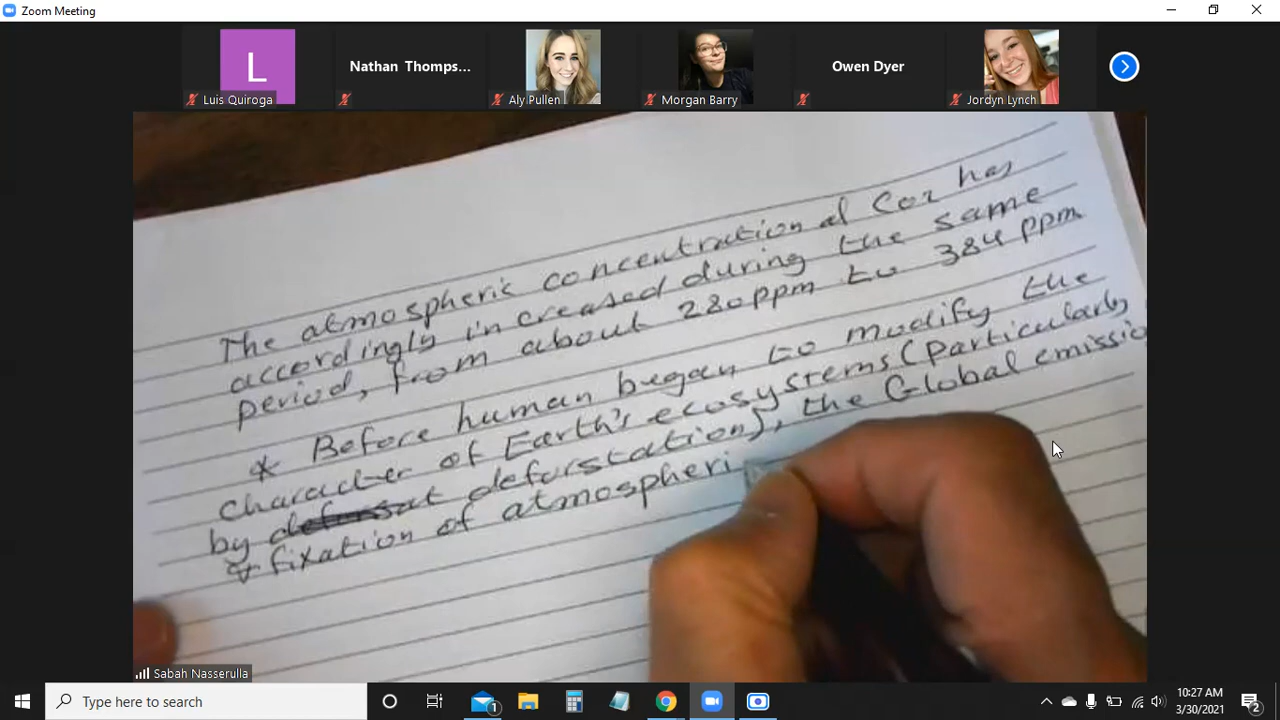 Zoom Meeting
L
Luis Quiroga
Nathan Thomps...
Aly Pullen
Morgan Barry
Owen Dyer
Jordyn Lynch
The atmospheric concentration of CO2 has
accordingly increased during the same
period, from about 280ppm to 384 ppm
* Before human began to modify the
character of Earth's ecosystems (Particularly
by deforstation), the Global emissio
& fixation of atmospheri
Sabah Nasserulla
Type here to search
1
10:27 AM
3/30/2021
2